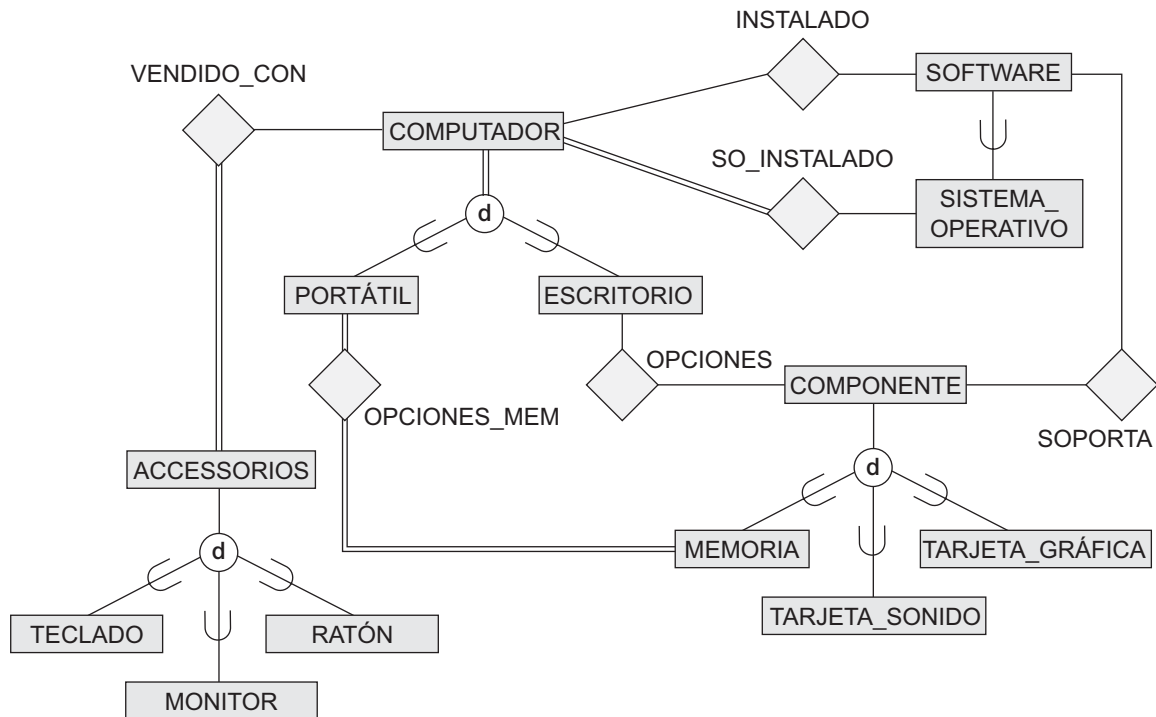 INSTALADO
VENDIDO_CON
SOFTWARE
COMPUTADOR
SO_INSTALADO
SISTEMA_
OPERATIVO
d
PORTÁTIL
ESCRITORIO
OPCIONES
COMPONENTE
OPCIONES_MEM
SOPORTA
ACCESSORIOS
d
MEMORIA
TARJETA_GRÁFICA
d
TARJETA_SONIDO
TECLADO
RATÓN
MONITOR